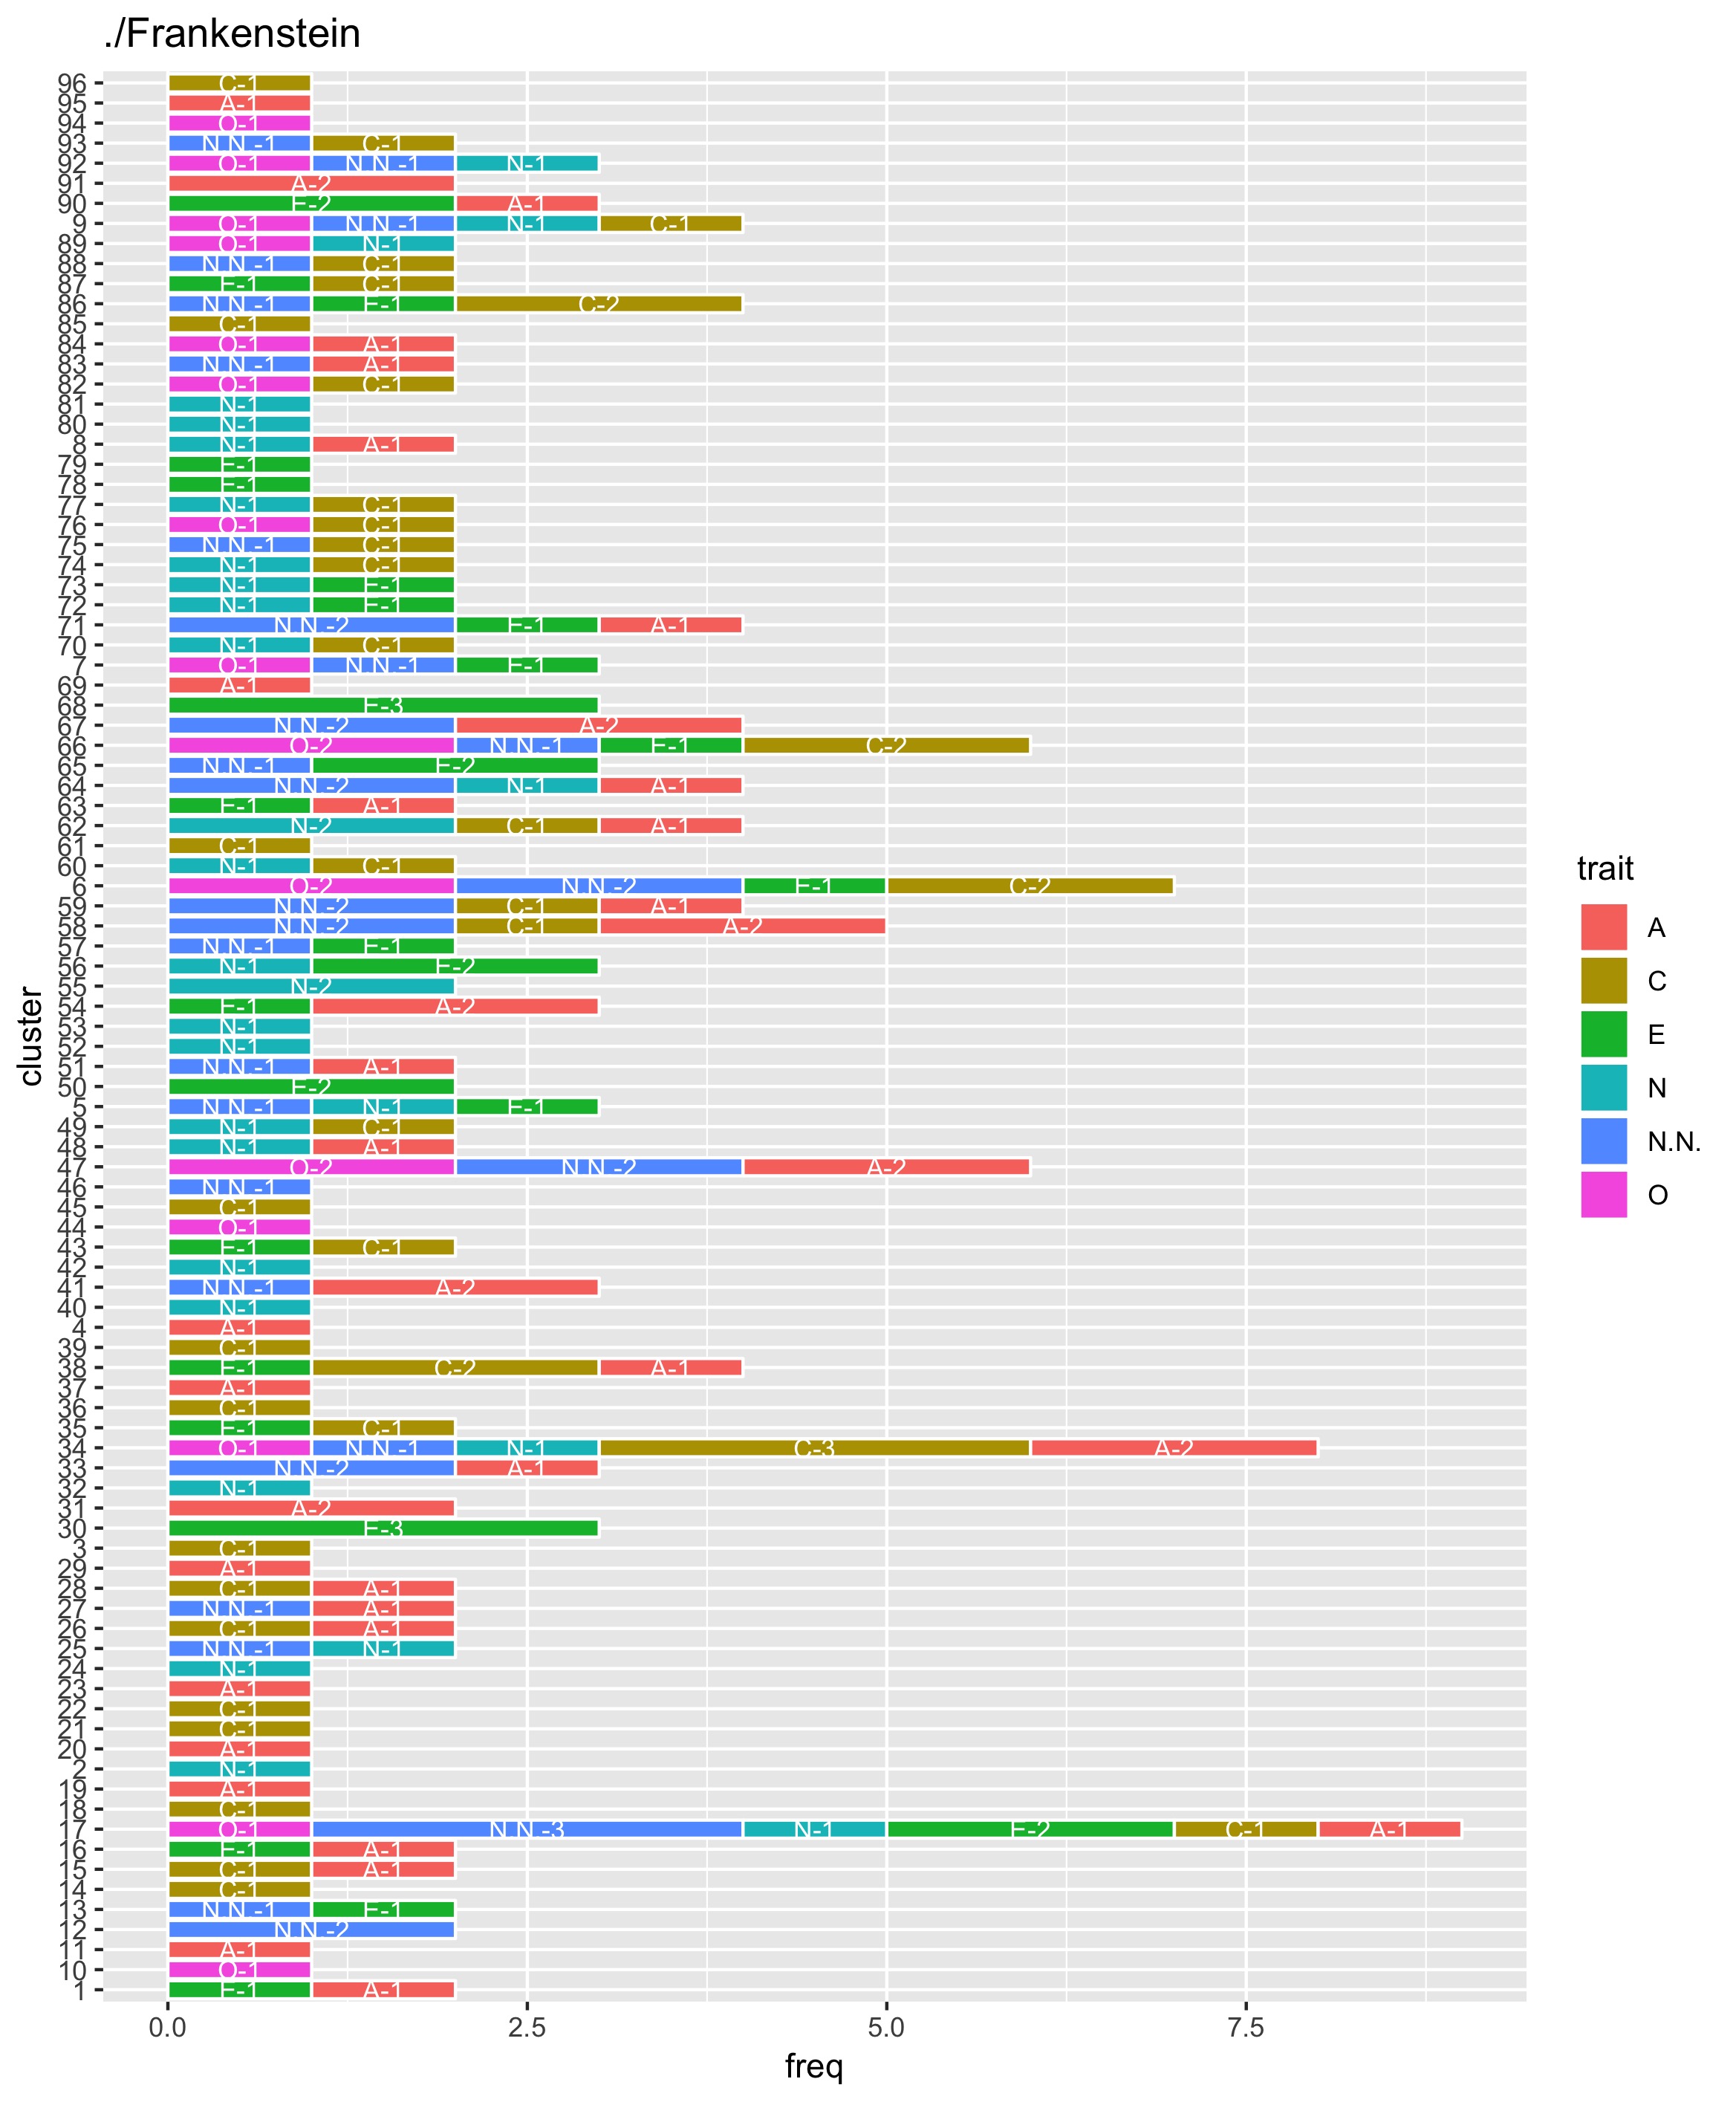 ./Frankenstein
96 C-1
95 A-1
94 O-1
93 N.N.-1 C-1
92 O-1 N.N.-1 N-1
91 A-2
90 E-2 A-1
9 O-1 N.N.-1 N-1 C-1
89 O-1 N-1
88 N.N.-1 C-1
87 E-1 C-1
86 N.N.-1 E-1 C-2
85 C-1
84 O-1 A-1
83 N.N.-1 A-1
82 O-1 C-1
81 N-1
80 N-1
8 N-1 A-1
79 E-1
78 E-1
77 N-1 C-1
76 O-1 C-1
75 N.N.-1 C-1
74 N-1 C-1
73 N-1 E-1
72 N-1 E-1
71 N.N.-2 E-1 A-1
70 N-1 C-1
7 O-1 N.N.-1 E-1
69 A-1
68 E-3
67 N.N.-2 A-2
66 O-2 N.N.-1 E-1 C-2
65 N.N.-1 E-2
64 N.N.-2 N-1 A-1
63 E-1 A-1
62 N-2 C-1 A-1
61 C-1
60 N-1 C-1
6 O-2 N.N.-2 E-1 C-2
59 N.N.-2 C-1 A-1
58 N.N.-2 C-1 A-2
57 N.N.-1 E-1
56 N-1 E-2
55 N-2
54 E-1 A-2
53 N-1
52 N-1
51 N.N.-1 A-1
50 E-2
5 N.N.-1 N-1 E-1
49 N-1 C-1
48 N-1 A-1
47 O-2 N.N.-2 A-2
46 N.N.-1
45 C-1
44 O-1
43 E-1 C-1
42 N-1
41 N.N.-1 A-2
40 N-1
4 A-1
39 C-1
38 E-1 C-2 A-1
37 A-1
36 C-1
35 E-1 C-1
34 O-1 N.N.-1 N-1 C-3 A-2
33 N.N.-2 A-1
32 N-1
31 A-2
30 E-3
3 C-1
29 A-1
28 C-1 A-1
27 N.N.-1 A-1
26 C-1 A-1
25 N.N.-1 N-1
24 N-1
23 A-1
22 C-1
21 C-1
20 A-1
2 N-1
19 A-1
18 C-1
17 O-1 N.N.-3 N-1 E-2 C-1 A-1
16 E-1 A-1
15 C-1 A-1
14 C-1
13 N.N.-1 E-1
12 N.N.-2
11 A-1
10 O-1
1 E-1 A-1
0.0 2.5 5.0 7.5
freq
cluster
trait
A
C
E
N
N.N.
O